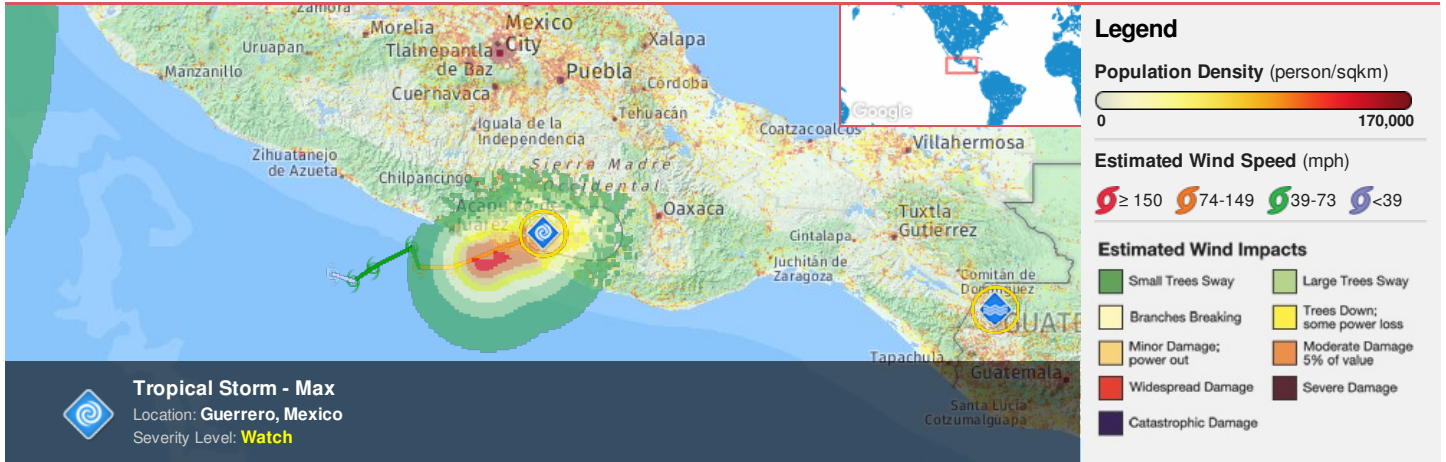 Zamora
Morelia
Mexico
City
Xalapa
Uruapan
Tlalnepantla
de Baz
Manzanillo
Puebla
Córdoba
Cuernavaca
Tehuacán
Iguala de la
Independencia
Coatzacoalcos
Villahermosa
Zihuatanejo
de Azueta
Sierra Madre
Occidental
Chilpancingo
Acapulco de
Juárez
Oaxaca
Tuxtla
Gutiérrez
Cintalapa
Juchitán de
Zaragoza
Comitán de
Domínguez
GUATE
Tapachula
Guatemala
Santa Lucía
Cotzumalguapa
Google
Tropical Storm - Max
Location: Guerrero, Mexico
Severity Level: Watch
Legend
Population Density (person/sqkm)
0 170,000
Estimated Wind Speed (mph)
≥ 150 74-149 39-73 <39
Estimated Wind Impacts
Small Trees Sway
Large Trees Sway
Branches Breaking
Trees Down;
some power loss
Minor Damage;
power out
Moderate Damage
5% of value
Widespread Damage
Severe Damage
Catastrophic Damage